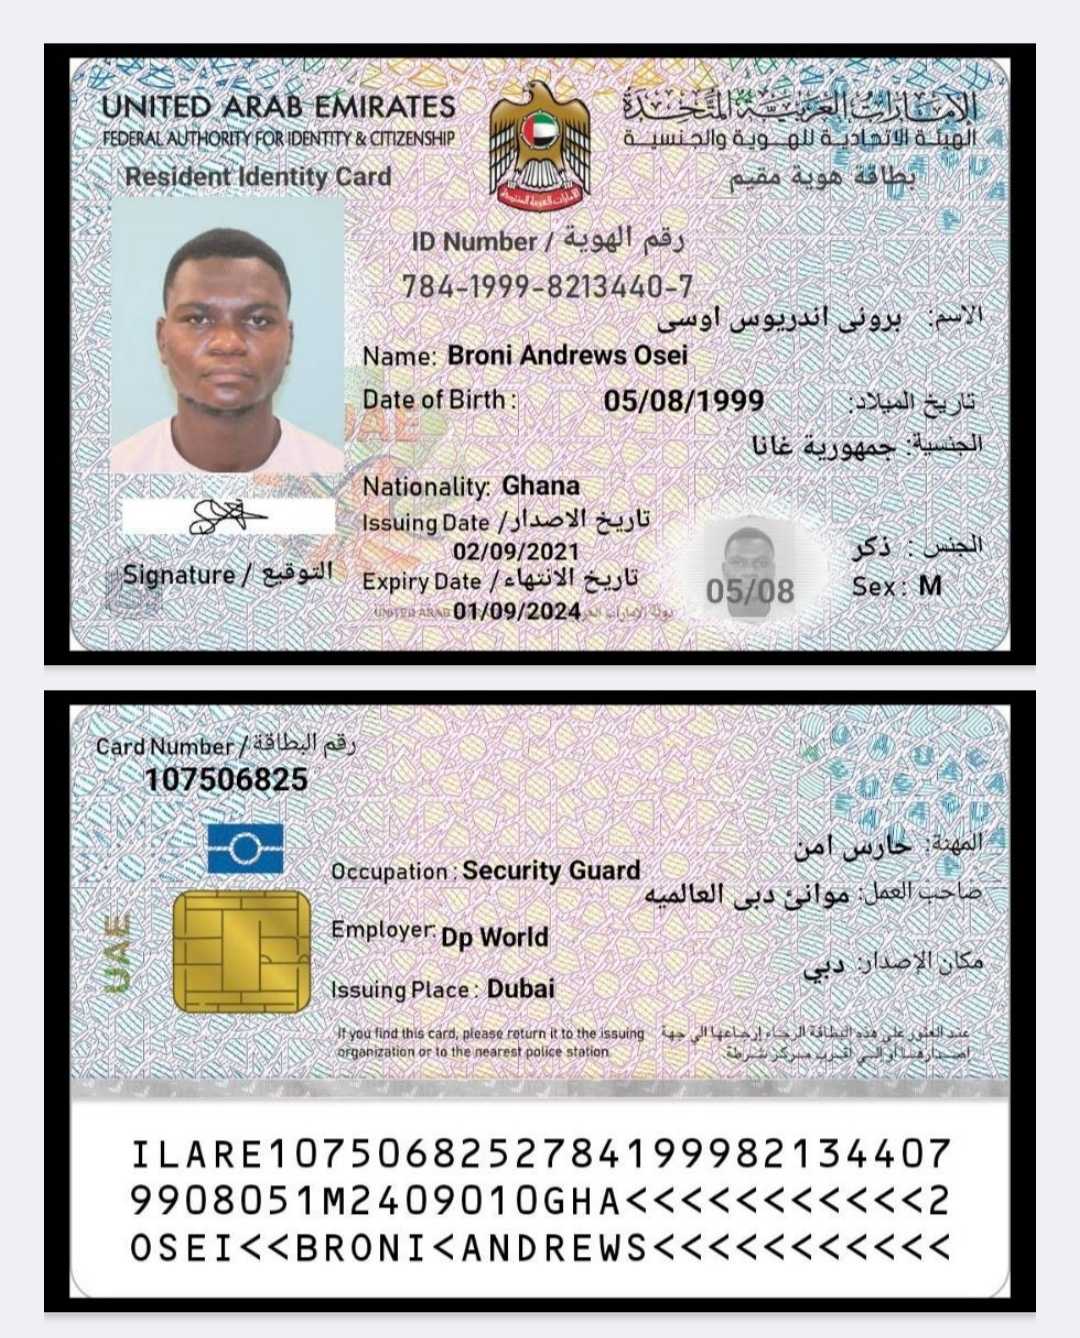 UNITED ARAB EMIRATES
الإمارات العربية المتحدة
FEDERAL AUTHORITY FOR IDENTITY & CITIZENSHIP
الهيئة الاتحادية للهوية والجنسية
Resident Identity Card
بطاقة هوية مقيم
ID Number / رقم الهوية
784-1999-8213440-7
الاسم: برونى اندريوس اوسى
Name: Broni Andrews Osei
Date of Birth : 05/08/1999 تاريخ الميلاد:
الجنسية: جمهورية غانا
Nationality: Ghana
Issuing Date / تاريخ الاصدار
02/09/2021
الجنس : ذكر
Signature / التوقيع
Expiry Date / تاريخ الانتهاء
05/08
Sex : M
01/09/2024
Card Number / رقم البطاقة
107506825
المهنة: حارس امن
Occupation : Security Guard
صاحب العمل: موانئ دبى العالميه
Employer: Dp World
مكان الاصدار: دبي
Issuing Place : Dubai
UAE
If you find this card, please return it to the issuing
organization or to the nearest police station
عند العثور على هذه البطاقة الرجاء إرجاعها الى جهة
اصدارها أو إلى أقرب مركز شرطة
ILARE1075068252784199982134407
9908051M2409010GHA<<<<<<<<<<<2
OSEI<<BRONI<ANDREWS<<<<<<<<<<<